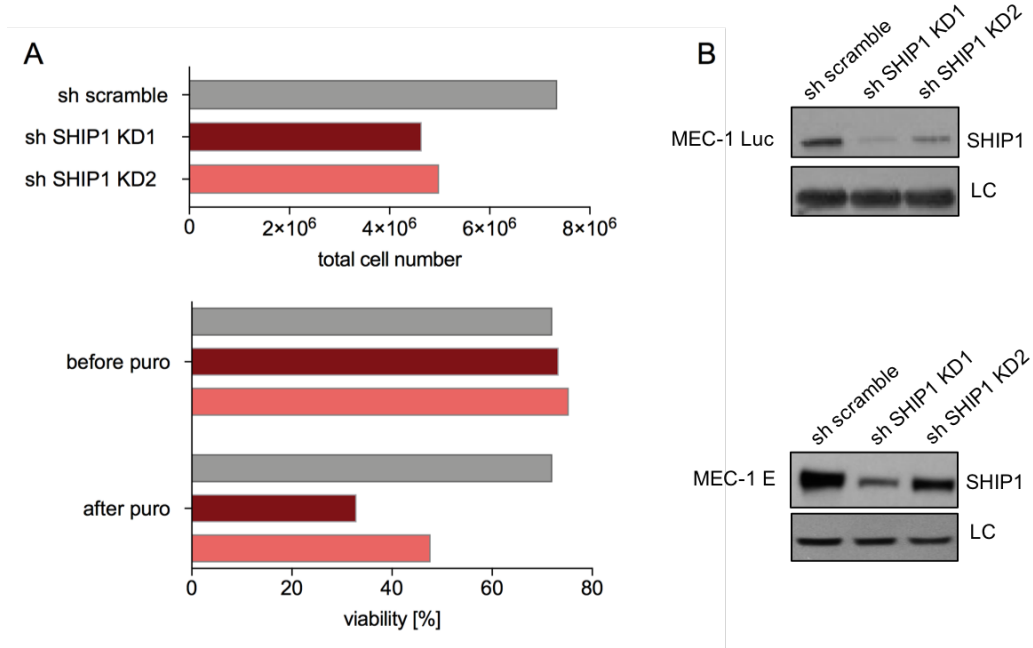 A
sh scramble
sh SHIP1 KD1
sh SHIP1 KD2
0 2×10⁶ 4×10⁶ 6×10⁶ 8×10⁶
total cell number
before puro
after puro
0 20 40 60 80
viability [%]
B
sh scramble
sh SHIP1 KD1
sh SHIP1 KD2
MEC-1 Luc
SHIP1
LC
sh scramble
sh SHIP1 KD1
sh SHIP1 KD2
MEC-1 E
SHIP1
LC